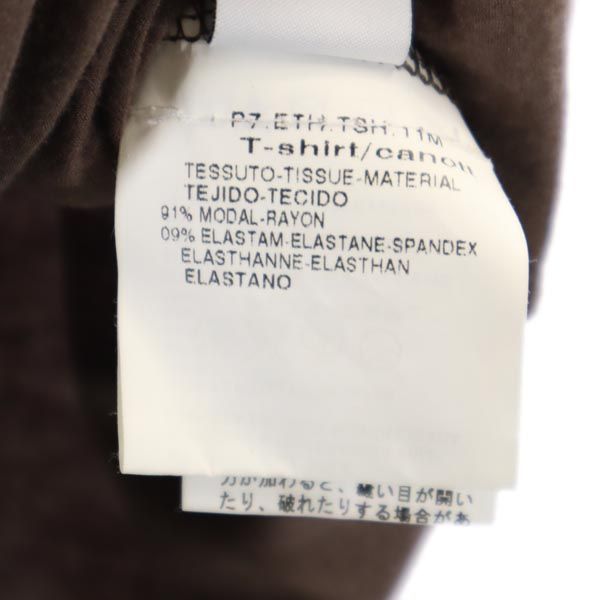 P7.ETH.TSH.11M
T-shirt/canott
TESSUTO-TISSUE-MATERIAL
TEJIDO-TECIDO
91% MODAL-RAYON
09% ELASTAM-ELASTANE-SPANDEX
ELASTHANNE-ELASTHAN
ELASTANO
力が加わると、縫い目が開い
たり、破れたりする場合があ